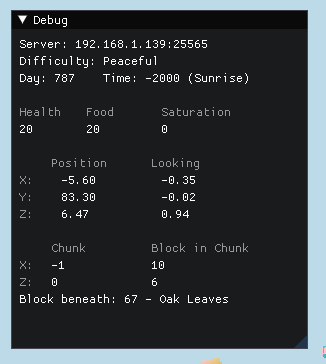 Debug
Server: 192.168.1.139:25565
Difficulty: Peaceful
Day: 787 Time: -2000 (Sunrise)
Health Food Saturation
20 20 0
Position Looking
X: -5.60 -0.35
Y: 83.30 -0.02
Z: 6.47 0.94
Chunk Block in Chunk
X: -1 10
Z: 0 6
Block beneath: 67 - Oak Leaves